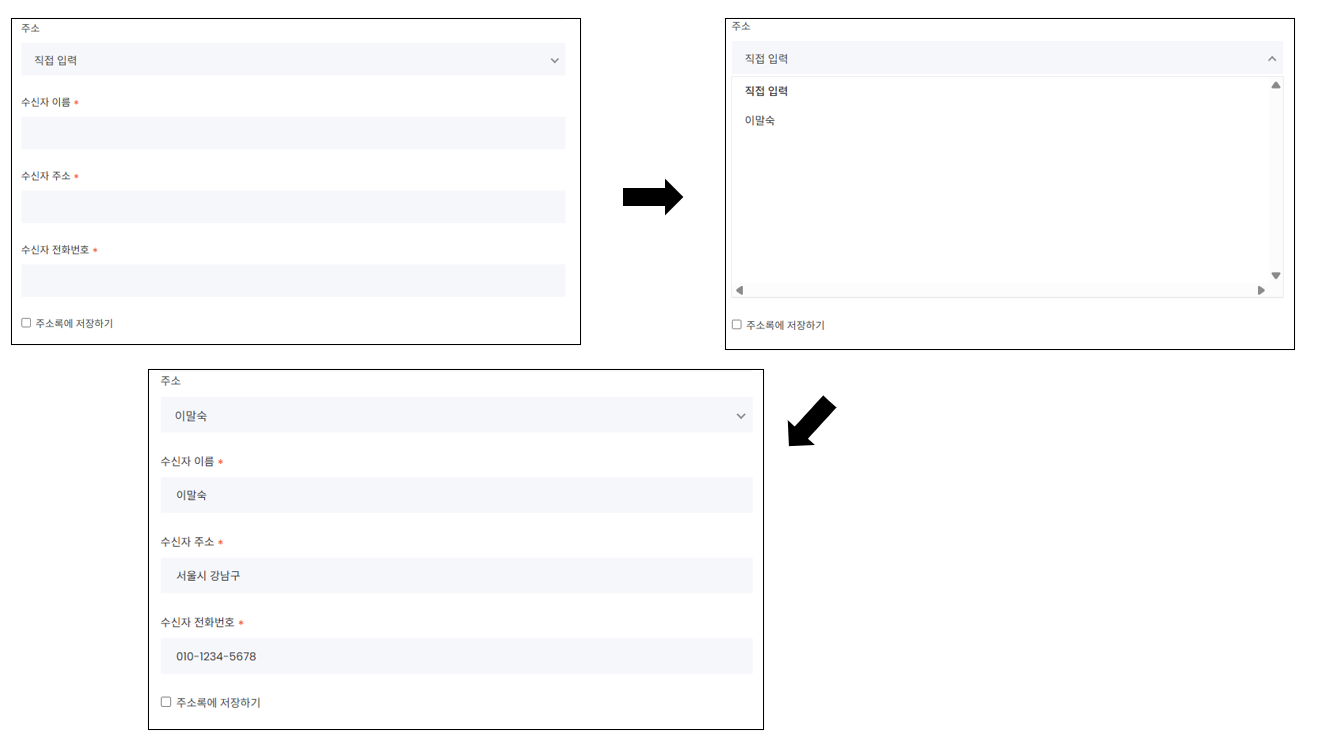 주소
직접 입력
수신자 이름 *
수신자 주소 *
수신자 전화번호 *
주소록에 저장하기
주소
직접 입력
직접 입력
이말숙
주소록에 저장하기
주소
이말숙
수신자 이름 *
이말숙
수신자 주소 *
서울시 강남구
수신자 전화번호 *
010-1234-5678
주소록에 저장하기